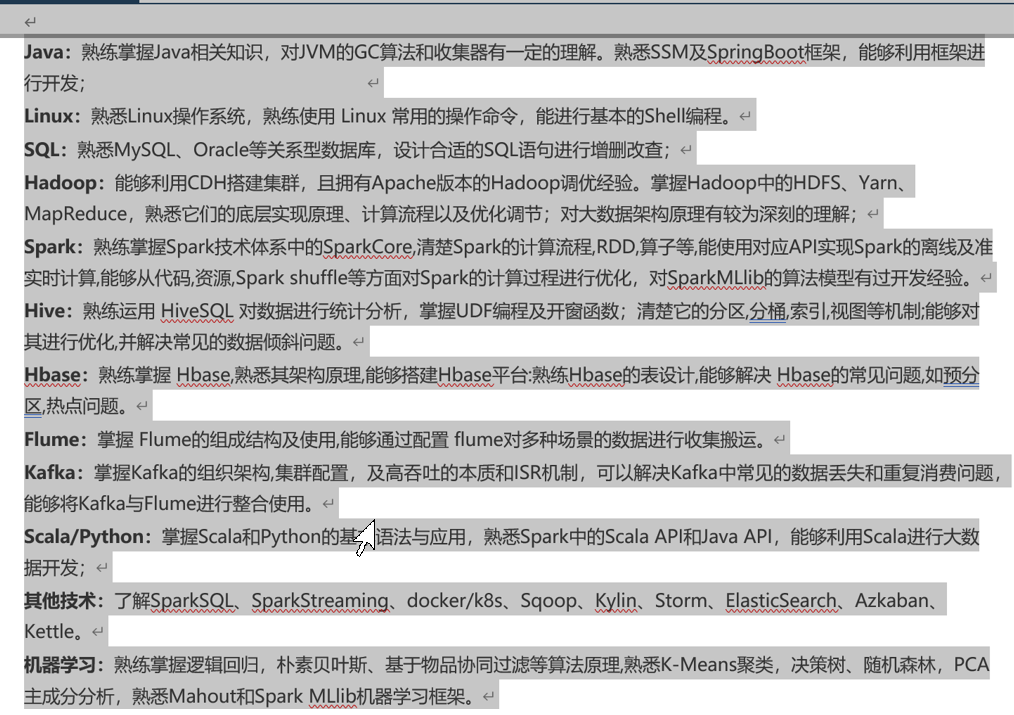 Java：熟练掌握Java相关知识，对JVM的GC算法和收集器有一定的理解。熟悉SSM及SpringBoot框架，能够利用框架进
行开发；
Linux：熟悉Linux操作系统，熟练使用 Linux 常用的操作命令，能进行基本的Shell编程。
SQL：熟悉MySQL、Oracle等关系型数据库，设计合适的SQL语句进行增删改查；
Hadoop：能够利用CDH搭建集群，且拥有Apache版本的Hadoop调优经验。掌握Hadoop中的HDFS、Yarn、
MapReduce，熟悉它们的底层实现原理、计算流程以及优化调节；对大数据架构原理有较为深刻的理解；
Spark：熟练掌握Spark技术体系中的SparkCore,清楚Spark的计算流程,RDD,算子等,能使用对应API实现Spark的离线及准
实时计算,能够从代码,资源,Spark shuffle等方面对Spark的计算过程进行优化，对SparkMLlib的算法模型有过开发经验。
Hive：熟练运用 HiveSQL 对数据进行统计分析，掌握UDF编程及开窗函数；清楚它的分区,分桶,索引,视图等机制;能够对
其进行优化,并解决常见的数据倾斜问题。
Hbase：熟练掌握 Hbase,熟悉其架构原理,能够搭建Hbase平台:熟练Hbase的表设计,能够解决 Hbase的常见问题,如预分
区,热点问题。
Flume：掌握 Flume的组成结构及使用,能够通过配置 flume对多种场景的数据进行收集搬运。
Kafka：掌握Kafka的组织架构,集群配置，及高吞吐的本质和ISR机制，可以解决Kafka中常见的数据丢失和重复消费问题，
能够将Kafka与Flume进行整合使用。
Scala/Python：掌握Scala和Python的基 语法与应用，熟悉Spark中的Scala API和Java API，能够利用Scala进行大数
据开发；
其他技术：了解SparkSQL、SparkStreaming、docker/k8s、Sqoop、Kylin、Storm、ElasticSearch、Azkaban、
Kettle。
机器学习：熟练掌握逻辑回归，朴素贝叶斯、基于物品协同过滤等算法原理,熟悉K-Means聚类，决策树、随机森林，PCA
主成分分析，熟悉Mahout和Spark MLlib机器学习框架。